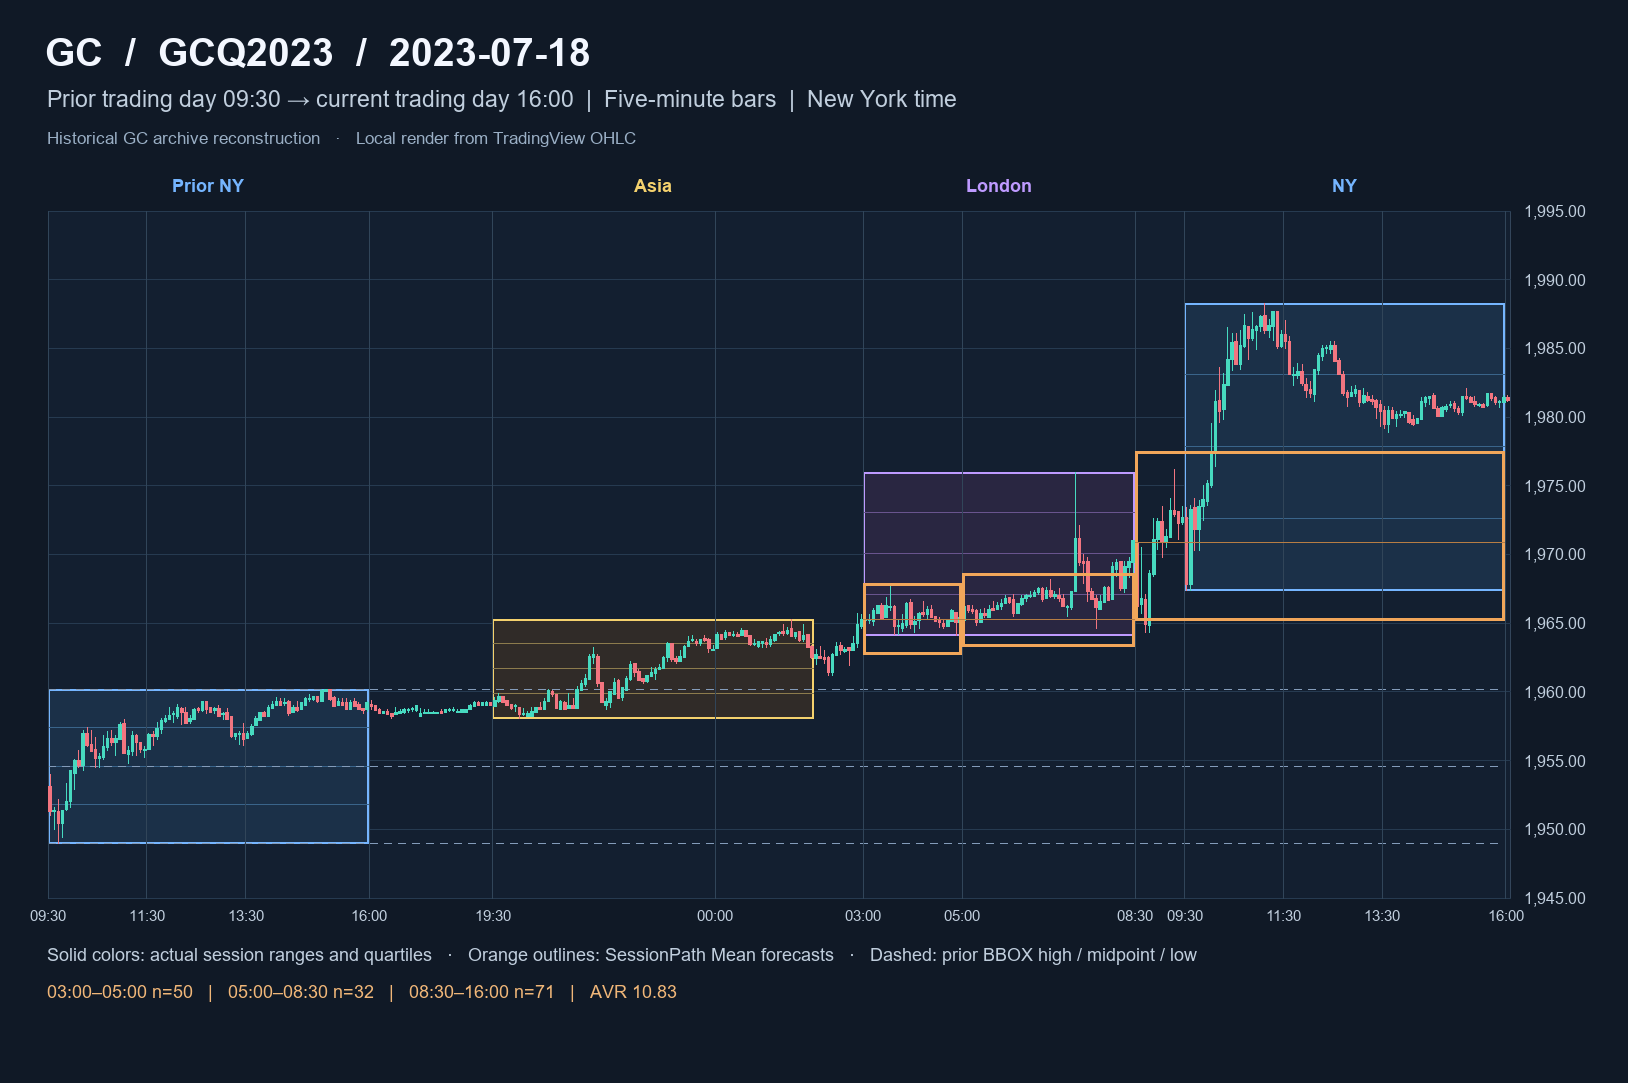 GC / GCQ2023 / 2023-07-18
Prior trading day 09:30 → current trading day 16:00 | Five-minute bars | New York time
Historical GC archive reconstruction · Local render from TradingView OHLC
Prior NY Asia London NY
1,995.00
1,990.00
1,985.00
1,980.00
1,975.00
1,970.00
1,965.00
1,960.00
1,955.00
1,950.00
1,945.00
09:30 11:30 13:30 16:00 19:30 00:00 03:00 05:00 08:30 09:30 11:30 13:30 16:00
Solid colors: actual session ranges and quartiles · Orange outlines: SessionPath Mean forecasts · Dashed: prior BBOX high / midpoint / low
03:00–05:00 n=50 | 05:00–08:30 n=32 | 08:30–16:00 n=71 | AVR 10.83